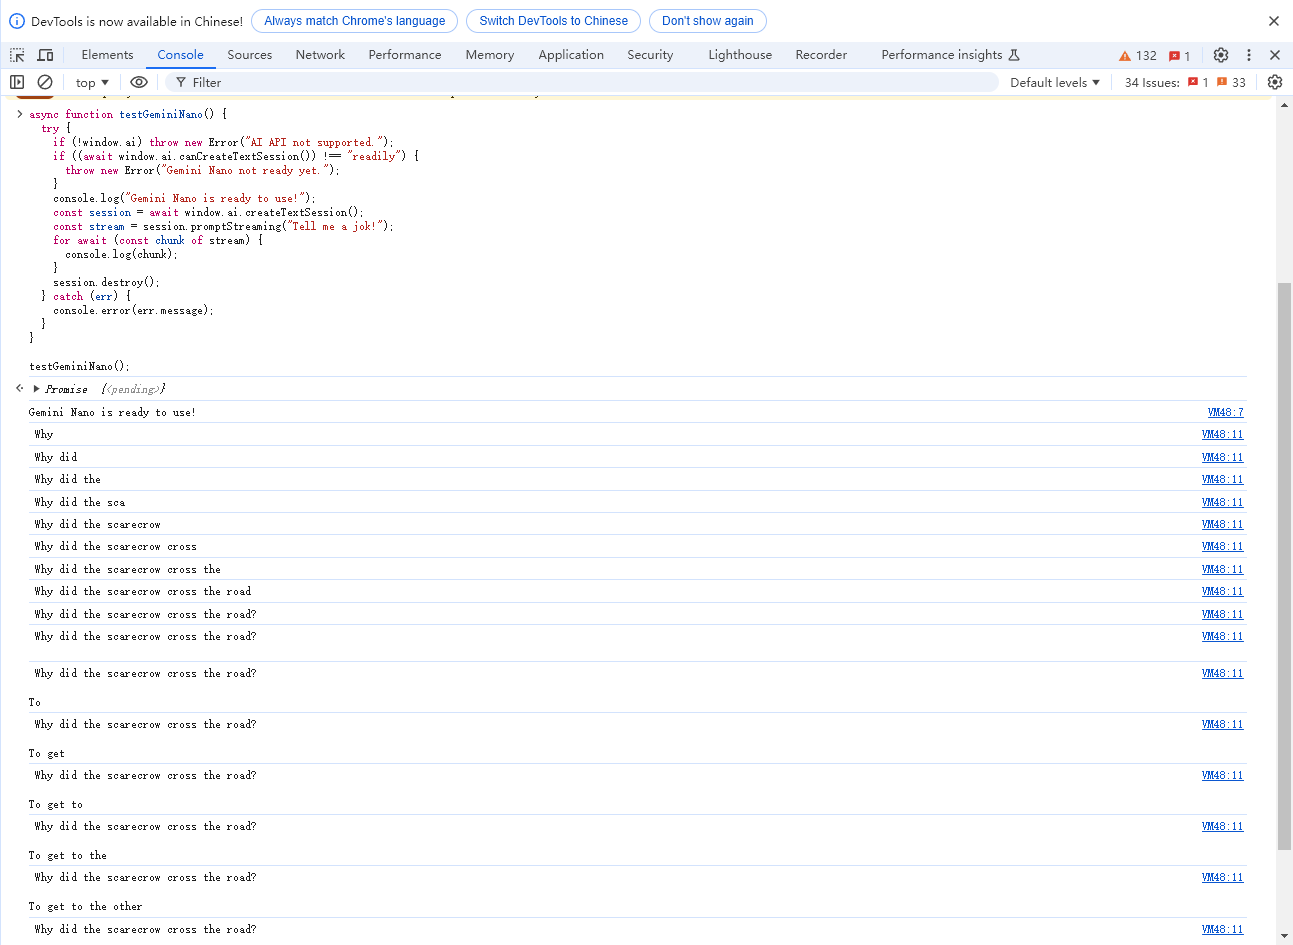 DevTools is now available in Chinese! Always match Chrome's language Switch DevTools to Chinese Don't show again
Elements Console Sources Network Performance Memory Application Security Lighthouse Recorder Performance insights 132 1
top Filter Default levels 34 Issues: 1 33
async function testGeminiNano() {
try {
if (!window.ai) throw new Error("AI API not supported.");
if ((await window.ai.canCreateTextSession()) !== "readily") {
throw new Error("Gemini Nano not ready yet.");
}
console.log("Gemini Nano is ready to use!");
const session = await window.ai.createTextSession();
const stream = session.promptStreaming("Tell me a jok!");
for await (const chunk of stream) {
console.log(chunk);
}
session.destroy();
} catch (err) {
console.error(err.message);
}
}
testGeminiNano();
Promise {<pending>}
Gemini Nano is ready to use! VM48:7
Why VM48:11
Why did VM48:11
Why did the VM48:11
Why did the sca VM48:11
Why did the scarecrow VM48:11
Why did the scarecrow cross VM48:11
Why did the scarecrow cross the VM48:11
Why did the scarecrow cross the road VM48:11
Why did the scarecrow cross the road? VM48:11
Why did the scarecrow cross the road? VM48:11
Why did the scarecrow cross the road? VM48:11
To
Why did the scarecrow cross the road? VM48:11
To get
Why did the scarecrow cross the road? VM48:11
To get to
Why did the scarecrow cross the road? VM48:11
To get to the
Why did the scarecrow cross the road? VM48:11
To get to the other
Why did the scarecrow cross the road? VM48:11